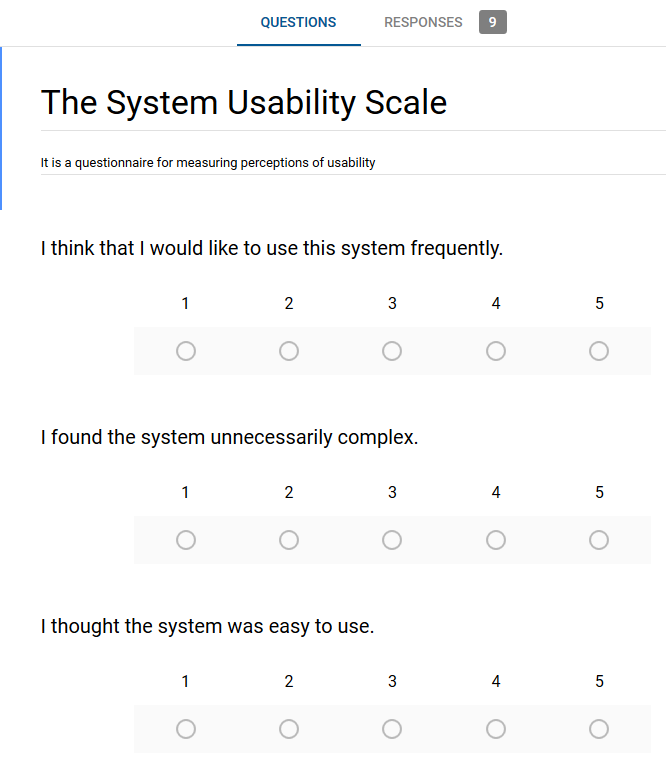 QUESTIONS RESPONSES 9
The System Usability Scale
It is a questionnaire for measuring perceptions of usability
I think that I would like to use this system frequently.
1 2 3 4 5
I found the system unnecessarily complex.
1 2 3 4 5
I thought the system was easy to use.
1 2 3 4 5